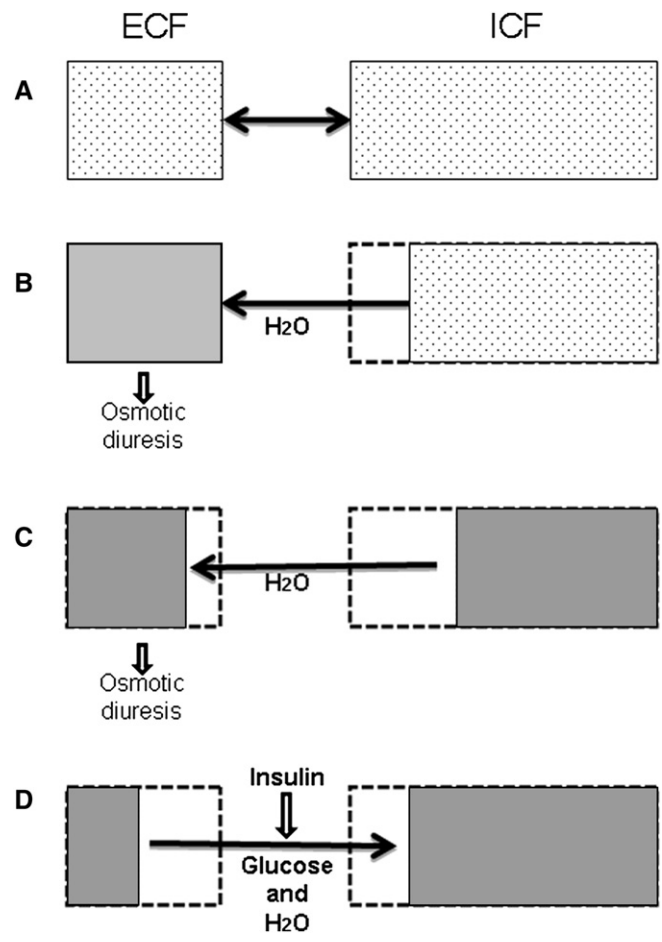 ECF ICF
A
B
H2O
Osmotic
diuresis
C
H2O
Osmotic
diuresis
D
Insulin
Glucose
and
H2O